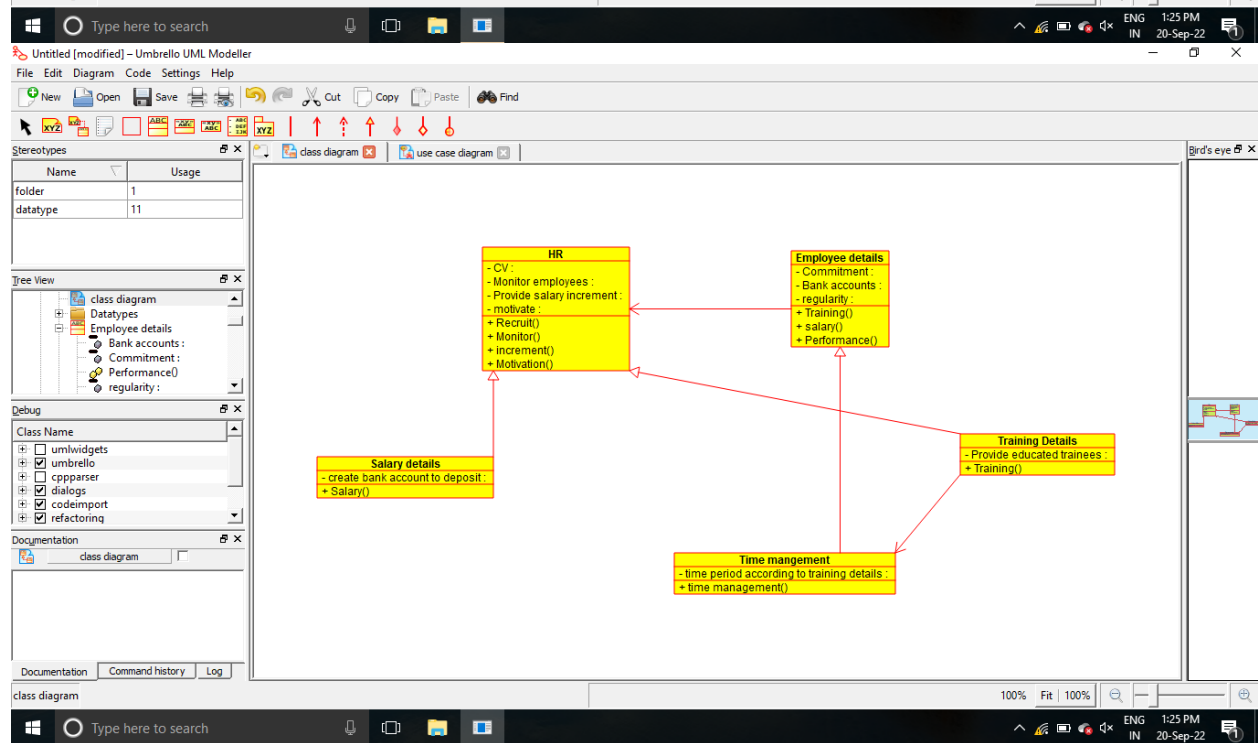 Type here to search
ENG 1:25 PM
IN 20-Sep-22
1
Untitled [modified] – Umbrello UML Modeller
File Edit Diagram Code Settings Help
New Open Save Cut Copy Paste Find
Stereotypes
Name Usage
folder 1
datatype 11
Tree View
class diagram
Datatypes
Employee details
Bank accounts :
Commitment :
Performance()
regularity :
Debug
Class Name
umlwidgets
umbrello
cppparser
dialogs
codeimport
refactoring
Documentation
class diagram
Documentation Command history Log
class diagram
class diagram use case diagram
HR
- CV :
- Monitor employees :
- Provide salary increment :
- motivate :
+ Recruit()
+ Monitor()
+ increment()
+ Motivation()
Employee details
- Commitment :
- Bank accounts :
- regularity :
+ Training()
+ salary()
+ Performance()
Salary details
- create bank account to deposit :
+ Salary()
Training Details
- Provide educated trainees :
+ Training()
Time mangement
- time period according to training details :
+ time management()
Bird's eye
100% Fit 100%
Type here to search
ENG 1:25 PM
IN 20-Sep-22
1